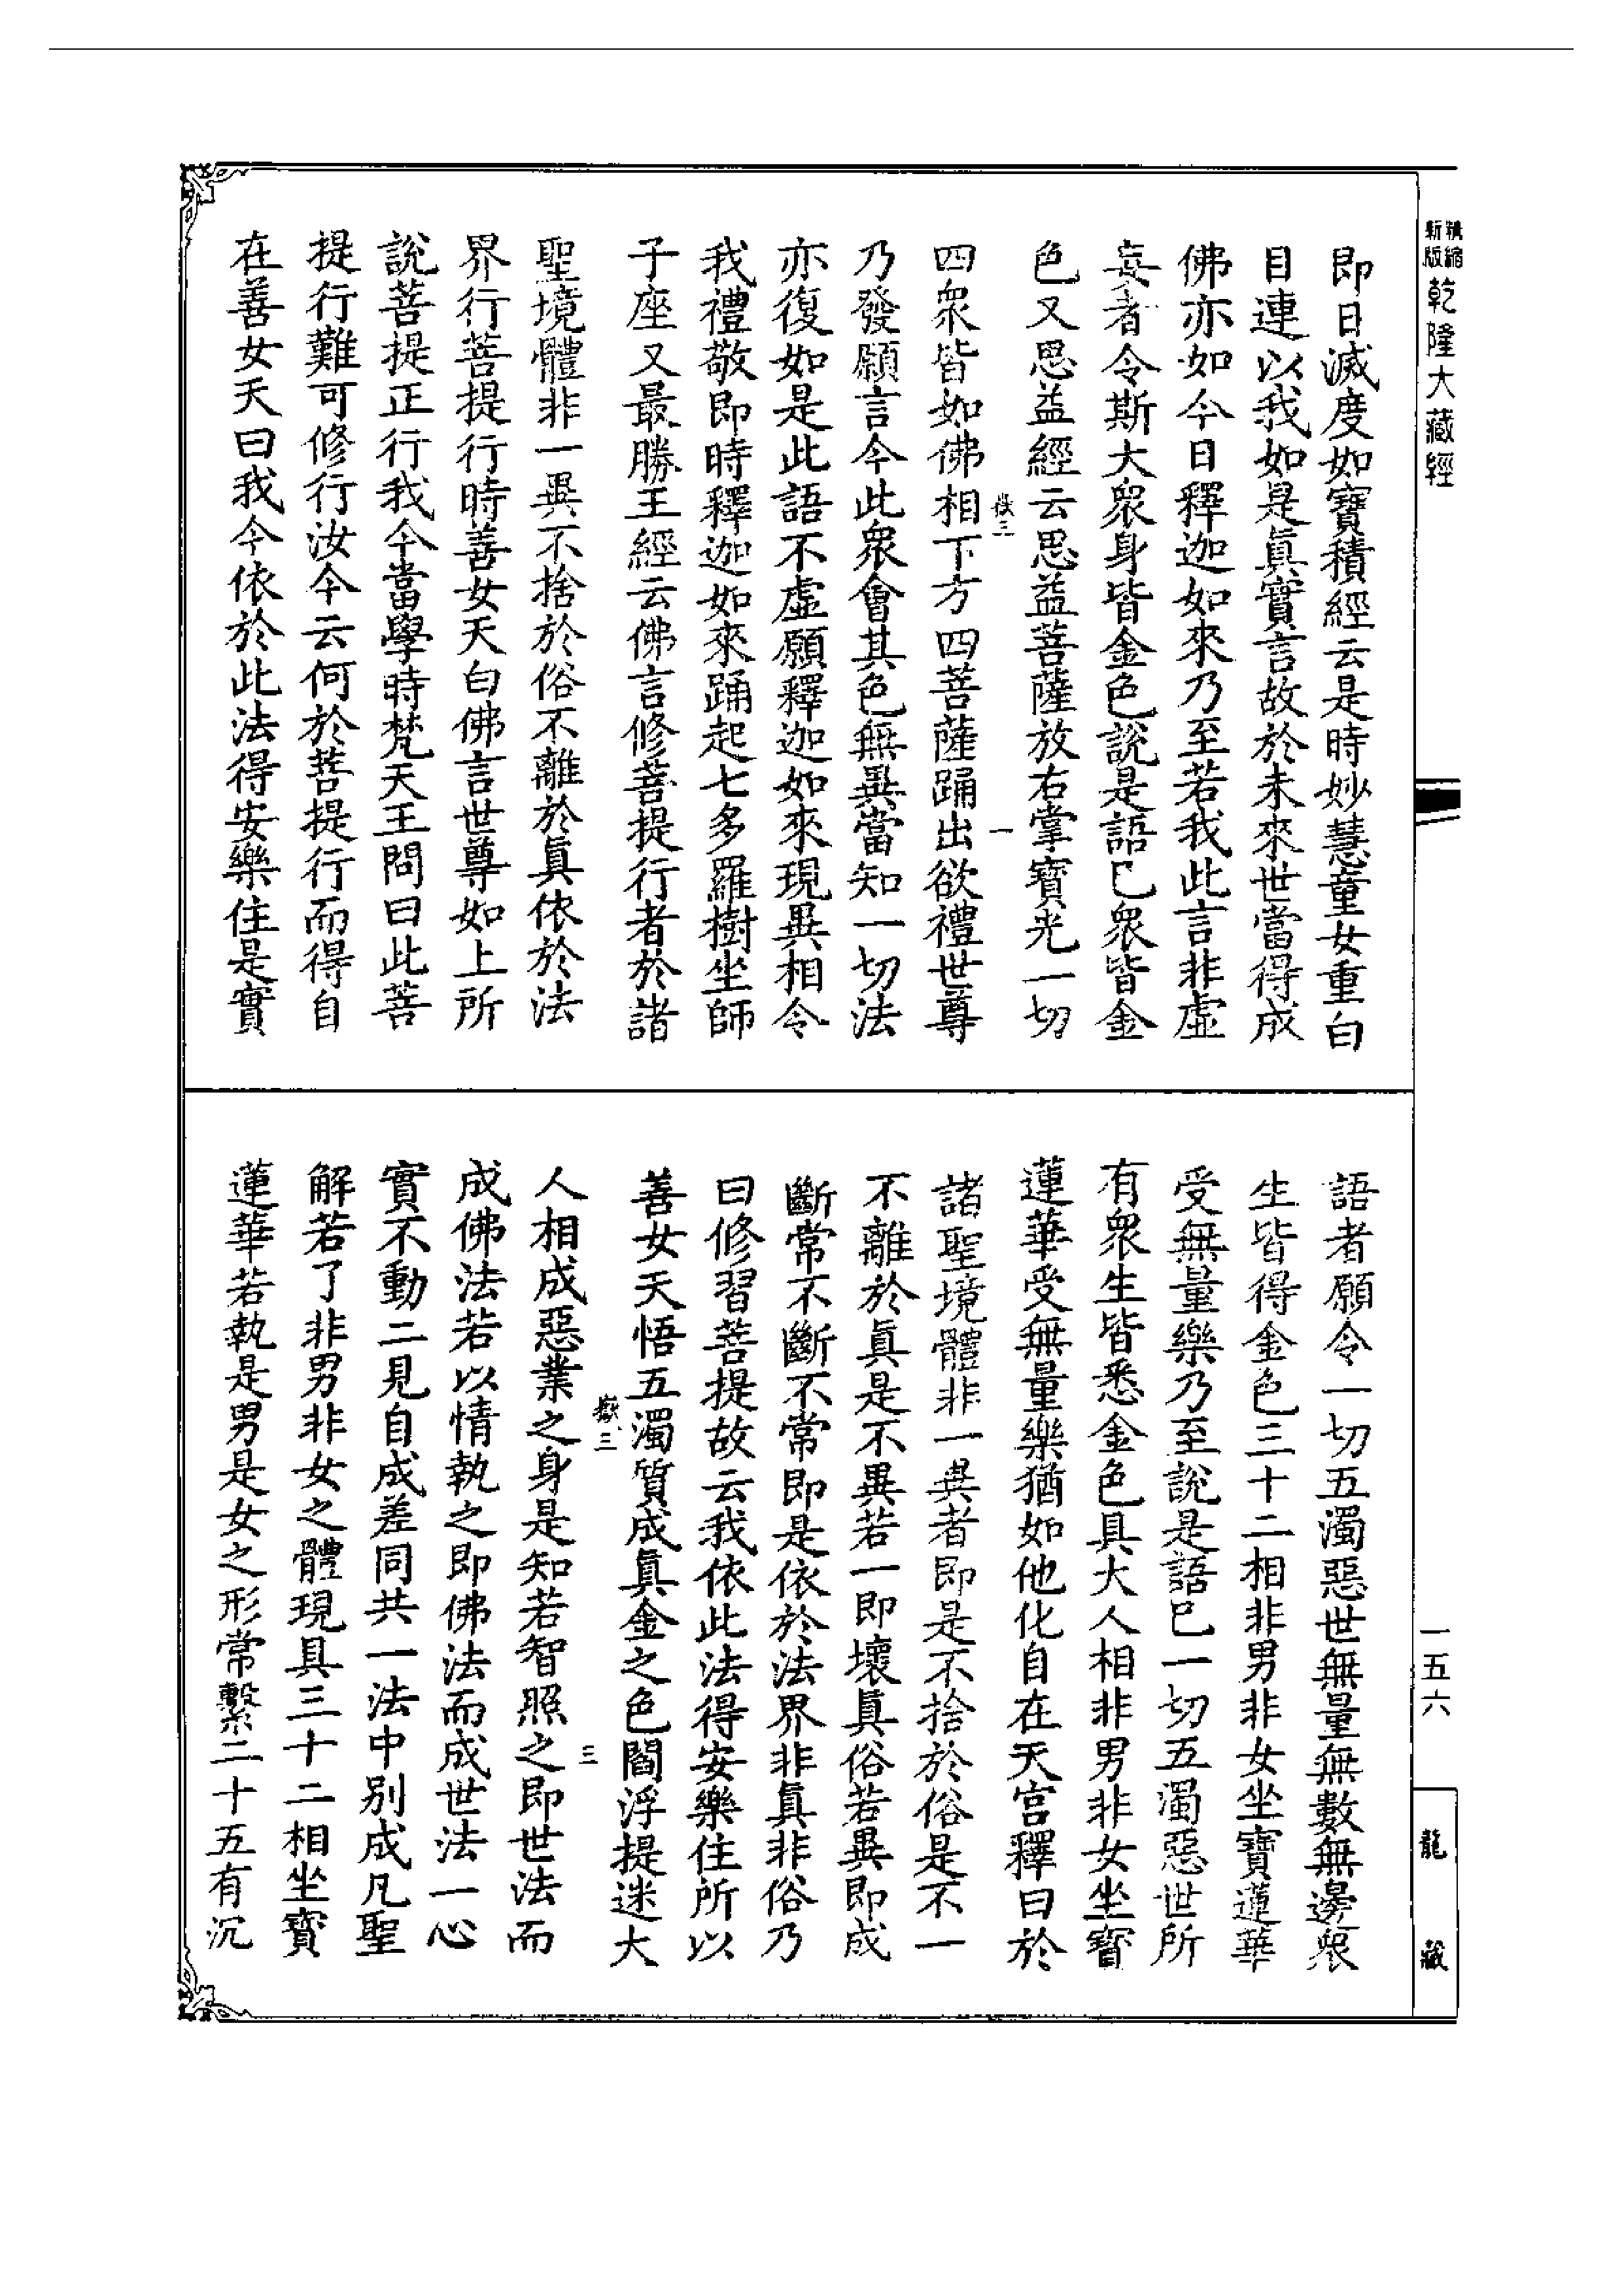 精縮新版乾隆大藏經
一五六
龍藏
即日滅度如寶積經云是時妙慧童女重白
目連以我如是眞實言故於未來世當得成
佛亦如今日釋迦如來乃至若我此言非虛
妄者令斯大衆身皆金色說是語已衆皆金
色又思益經云思益菩薩放右掌寶光一切
四衆皆如佛相下方四菩薩踊出欲禮世尊
乃發願言今此衆會其色無異當知一切法
亦復如是此語不虛願釋迦如來現異相令
我禮敬即時釋迦如來踊起七多羅樹坐師
子座又最勝王經云佛言修菩提行者於諸
聖境體非一異不捨於俗不離於眞依於法
界行菩提行時善女天白佛言世尊如上所
說菩提正行我今當學時梵天王問曰此菩
提行難可修行汝今云何於菩提行而得自
在善女天曰我今依於此法得安樂住是實
語者願令一切五濁惡世無量無數無邊衆
生皆得金色三十二相非男非女坐寶蓮華
受無量樂乃至說是語已一切五濁惡世所
有衆生皆悉金色具大人相非男非女坐寶
蓮華受無量樂猶如他化自在天宮釋曰於
諸聖境體非一異者即是不捨於俗是不一
不離於眞是不異若一即壞眞俗若異即成
斷常不斷不常即是依於法界非眞非俗乃
曰修習菩提故云我依此法得安樂住所以
善女天悟五濁質成眞金之色閻浮提迷大
人相成惡業之身是知若智照之即世法而
成佛法若以情執之即佛法而成世法一心
實不動二見自成差同共一法中別成凡聖
解若了非男非女之體現具三十二相坐寶
蓮華若執是男是女之形常繫二十五有沉
嶽三
一
嶽三
三